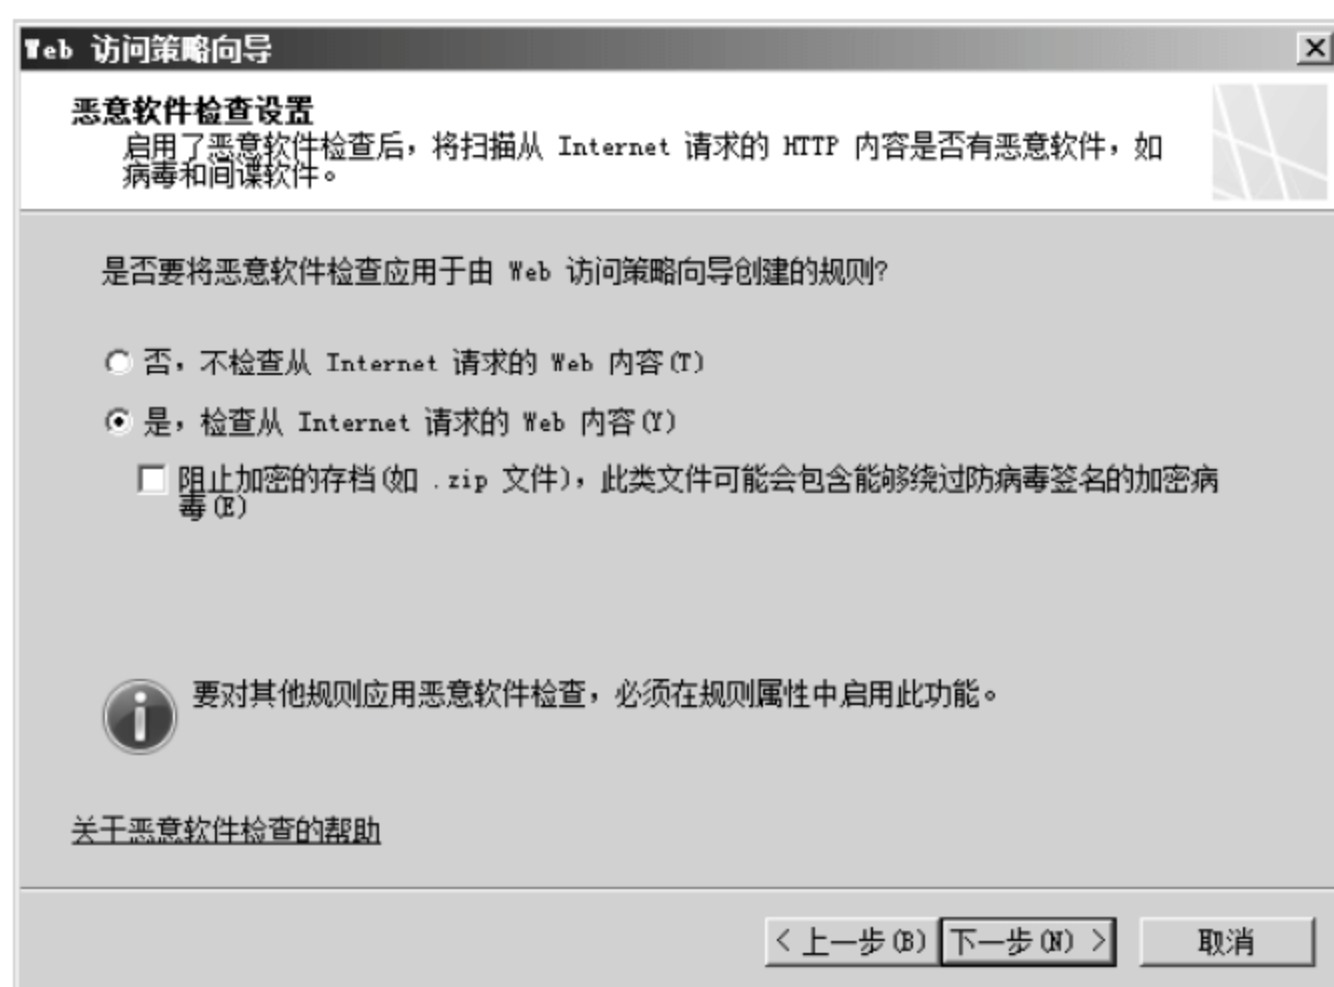 Web 访问策略向导
恶意软件检查设置
启用了恶意软件检查后，将扫描从 Internet 请求的 HTTP 内容是否有恶意软件，如
病毒和间谍软件。
是否要将恶意软件检查应用于由 Web 访问策略向导创建的规则?
否，不检查从 Internet 请求的 Web 内容(T)
是，检查从 Internet 请求的 Web 内容(Y)
阻止加密的存档(如 .zip 文件)，此类文件可能会包含能够绕过防病毒签名的加密病
毒(E)
要对其他规则应用恶意软件检查，必须在规则属性中启用此功能。
关于恶意软件检查的帮助
< 上一步(B) 下一步(N) > 取消